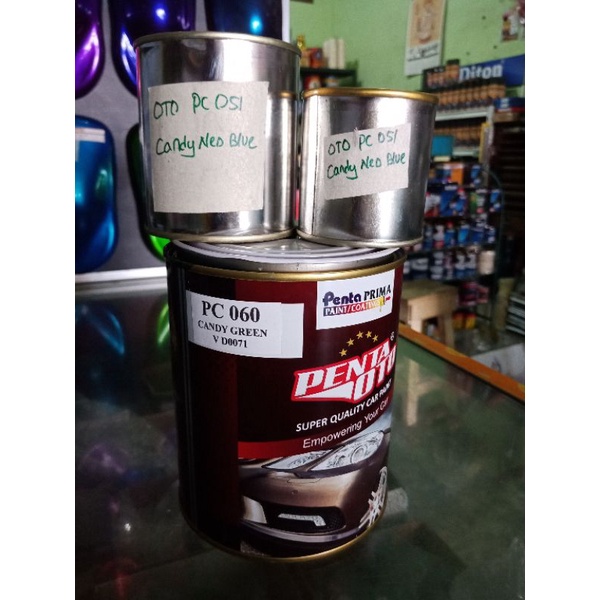 OTO PC 051
Candy Neo Blue
OTO PC 051
Candy Neo Blue
Diton
PC 060
CANDY GREEN
V D0071
Penta PRIMA
PAINT/COATINGS
PENTA
OTO
SUPER QUALITY CAR PAINT
Empowering Your Car